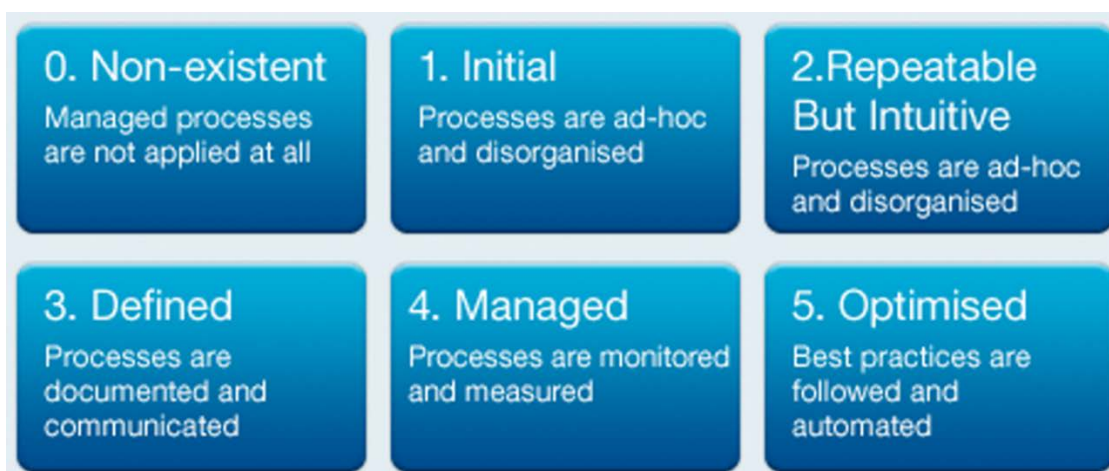 0. Non-existent
Managed processes
are not applied at all
1. Initial
Processes are ad-hoc
and disorganised
2.Repeatable
But Intuitive
Processes are ad-hoc
and disorganised
3. Defined
Processes are
documented and
communicated
4. Managed
Processes are monitored
and measured
5. Optimised
Best practices are
followed and
automated